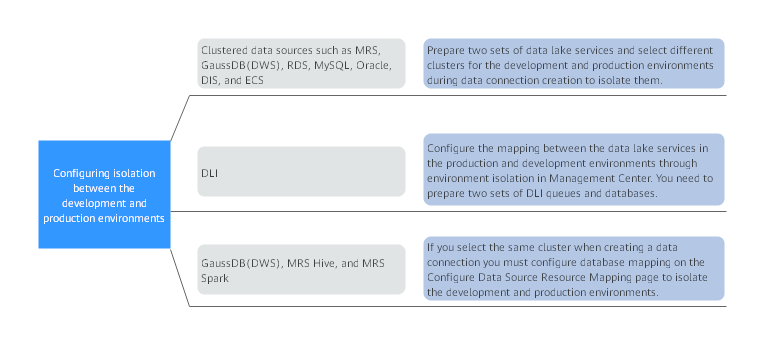 Clustered data sources such as MRS,
GaussDB(DWS), RDS, MySQL, Oracle,
DIS, and ECS
Prepare two sets of data lake services and select different
clusters for the development and production environments
during data connection creation to isolate them.
Configuring isolation
between the
development and
production environments
DLI
Configure the mapping between the data lake services in
the production and development environments through
environment isolation in Management Center. You need to
prepare two sets of DLI queues and databases.
GaussDB(DWS), MRS Hive, and MRS
Spark
If you select the same cluster when creating a data
connection you must configure database mapping on the
Configure Data Source Resource Mapping page to isolate
the development and production environments.